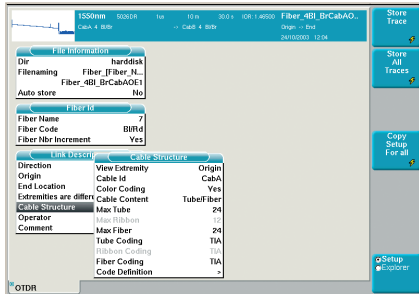 1550nm 5026DR 1us 10 m 30.0 s IOR: 1.46500 Fiber_4Bl_BrCabAO..
CabA 4 Bl/Br -> CabB 4 Bl/Br Origin -> End
24/10/2003 12:04
Store Trace
Store All Traces
Copy Setup For all
Setup
Explorer
File Information
Dir harddisk
Filenaming Fiber_[Fiber_N...
Fiber_4Bl_BrCabAOE1
Auto store No
Fiber Id
Fiber Name 7
Fiber Code Bl/Rd
Fiber Nbr Increment Yes
Link Descrip
Direction
Origin
End Location
Extremities are differ
Cable Structure
Operator
Comment
Cable Structure
View Extremity Origin
Cable Id CabA
Color Coding Yes
Cable Content Tube/Fiber
Max Tube 24
Max Ribbon 12
Max Fiber 24
Tube Coding TIA
Ribbon Coding TIA
Fiber Coding TIA
Code Definition >
OTDR